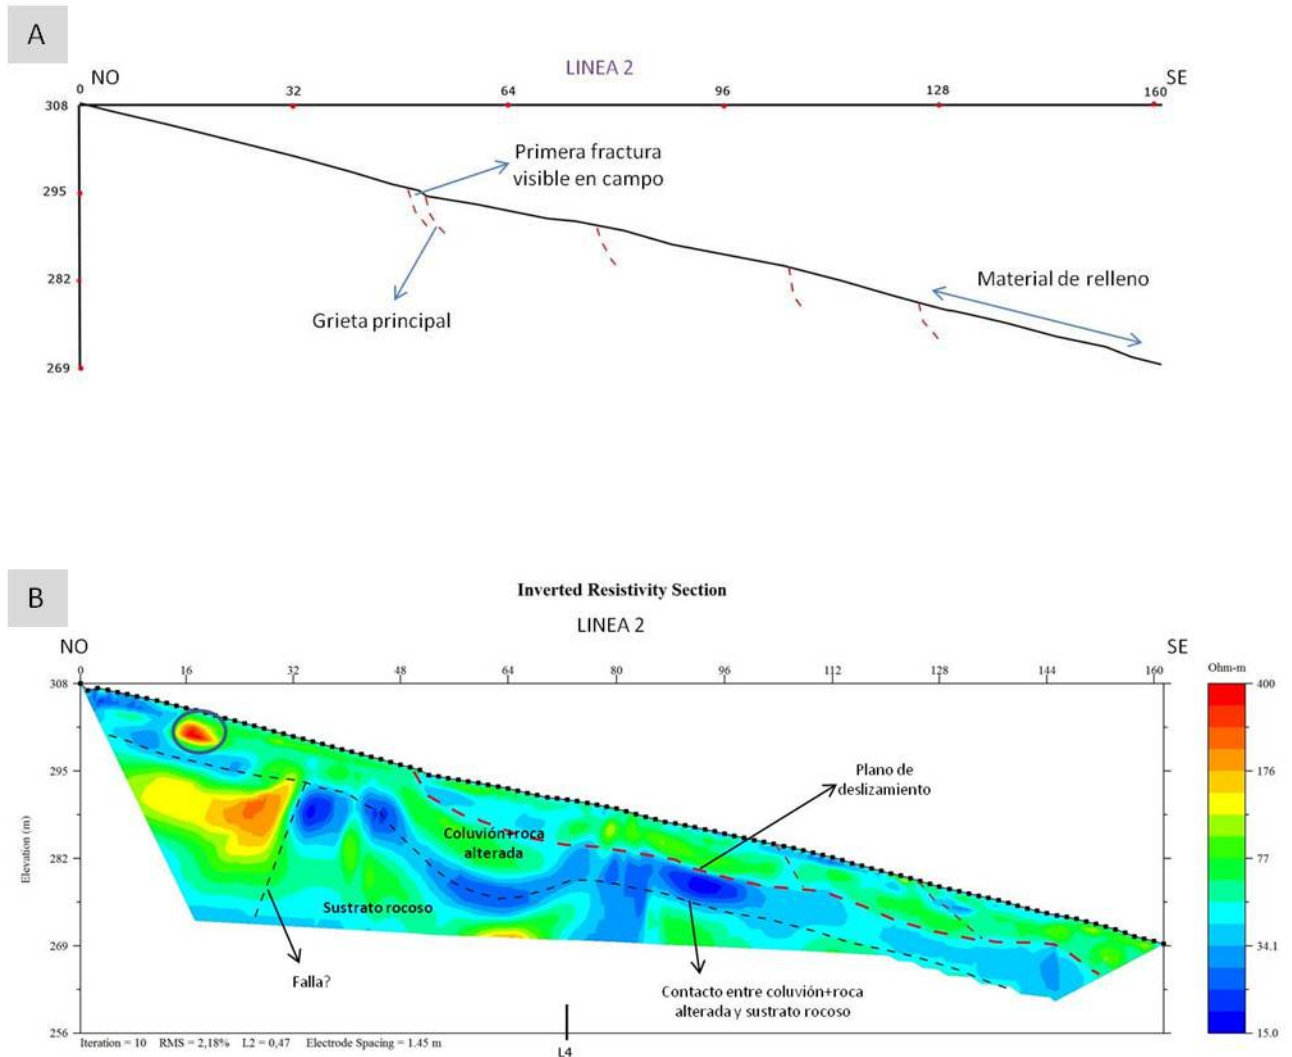 A
NO
LINEA 2
SE
0
32
64
96
128
160
308
Primera fractura
visible en campo
295
282
Material de relleno
Grieta principal
269
B
Inverted Resistivity Section
LINEA 2
NO
SE
0
16
32
48
64
80
96
112
128
144
160
Ohm-m
308
400
Plano de
deslizamiento
295
176
Elevation (m)
Coluvión+roca
alterada
282
77
Sustrato rocoso
269
34.1
Falla?
Contacto entre coluvión+roca
alterada y sustrato rocoso
256
15.0
Iteration = 10 RMS = 2,18% L2 = 0,47 Electrode Spacing = 1.45 m
L4